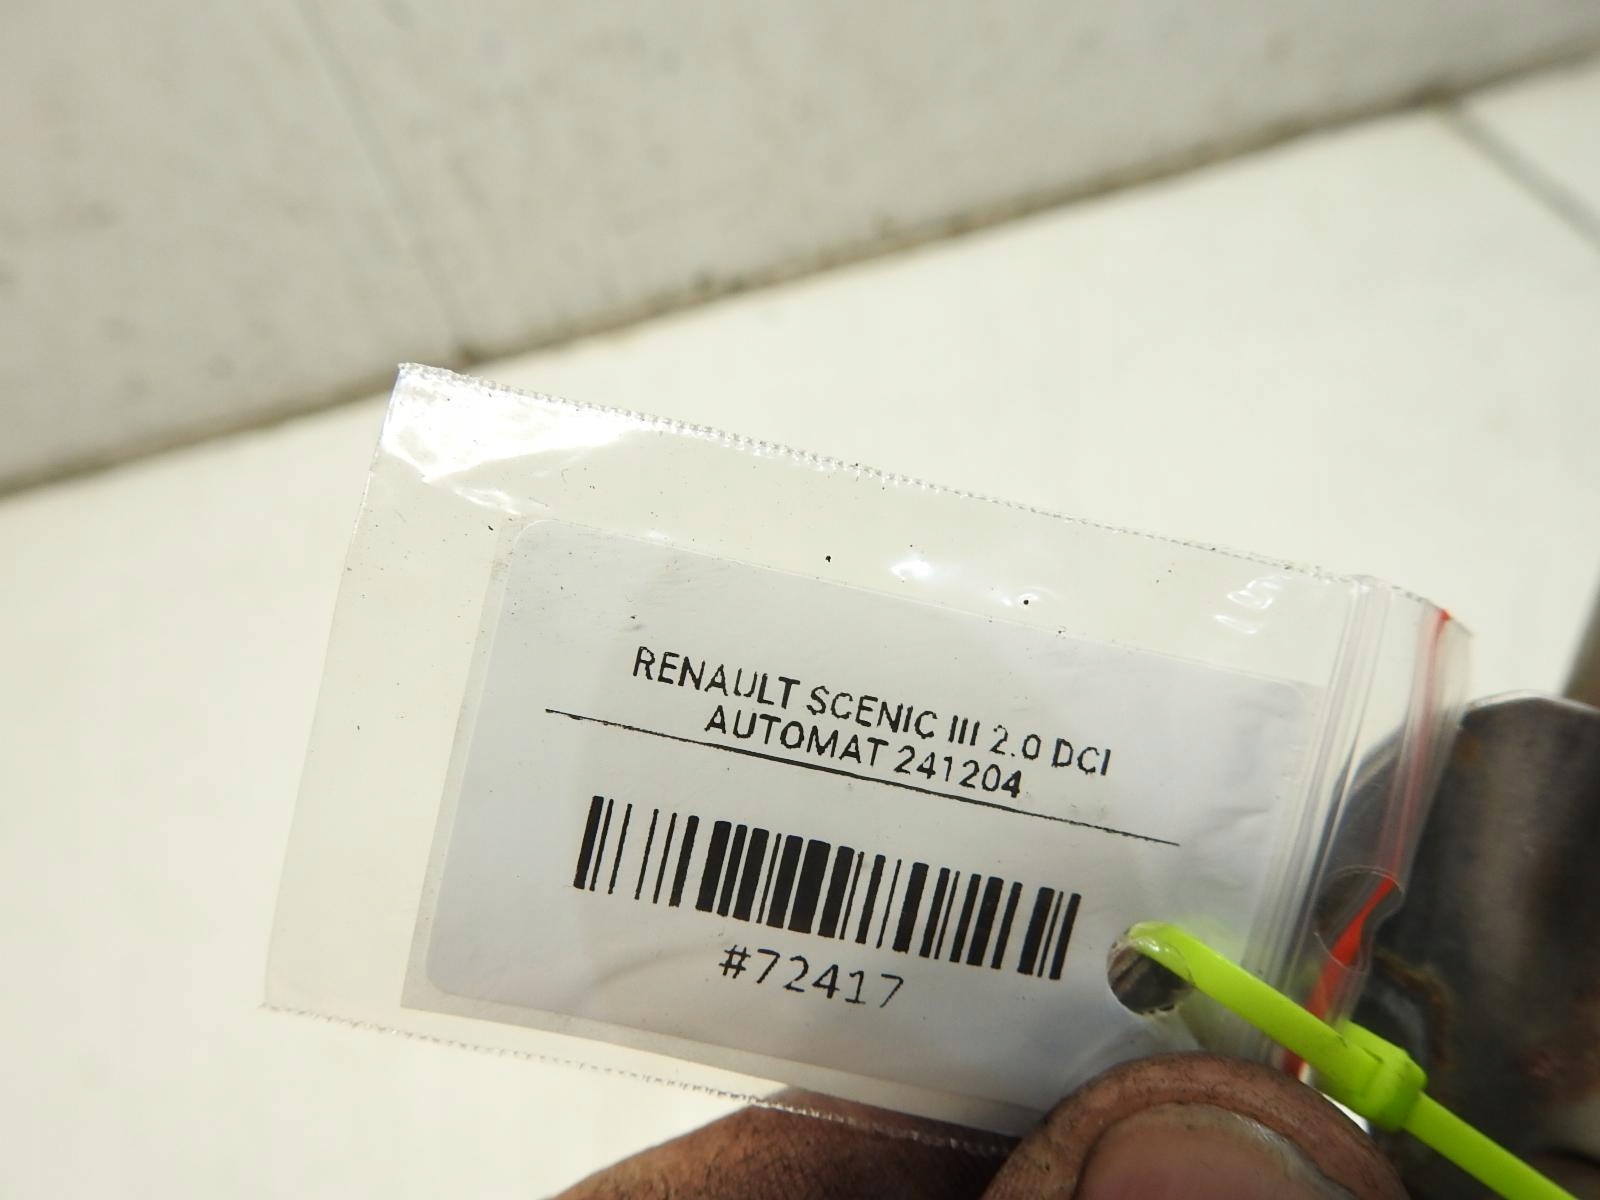 RENAULT SCENIC III 2.0 DCI
AUTOMAT 241204
#72417